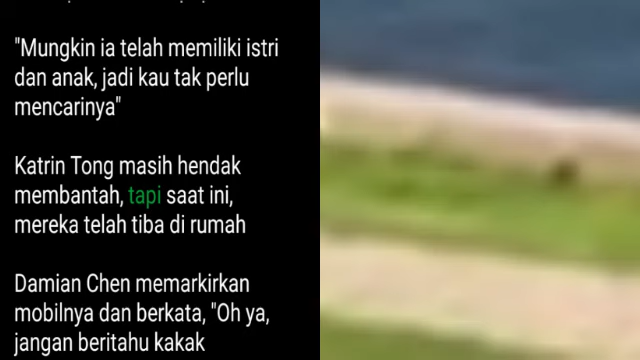 "Mungkin ia telah memiliki istri
dan anak, jadi kau tak perlu
mencarinya"
Katrin Tong masih hendak
membantah, tapi saat ini,
mereka telah tiba di rumah
Damian Chen memarkirkan
mobilnya dan berkata, "Oh ya,
jangan beritahu kakak